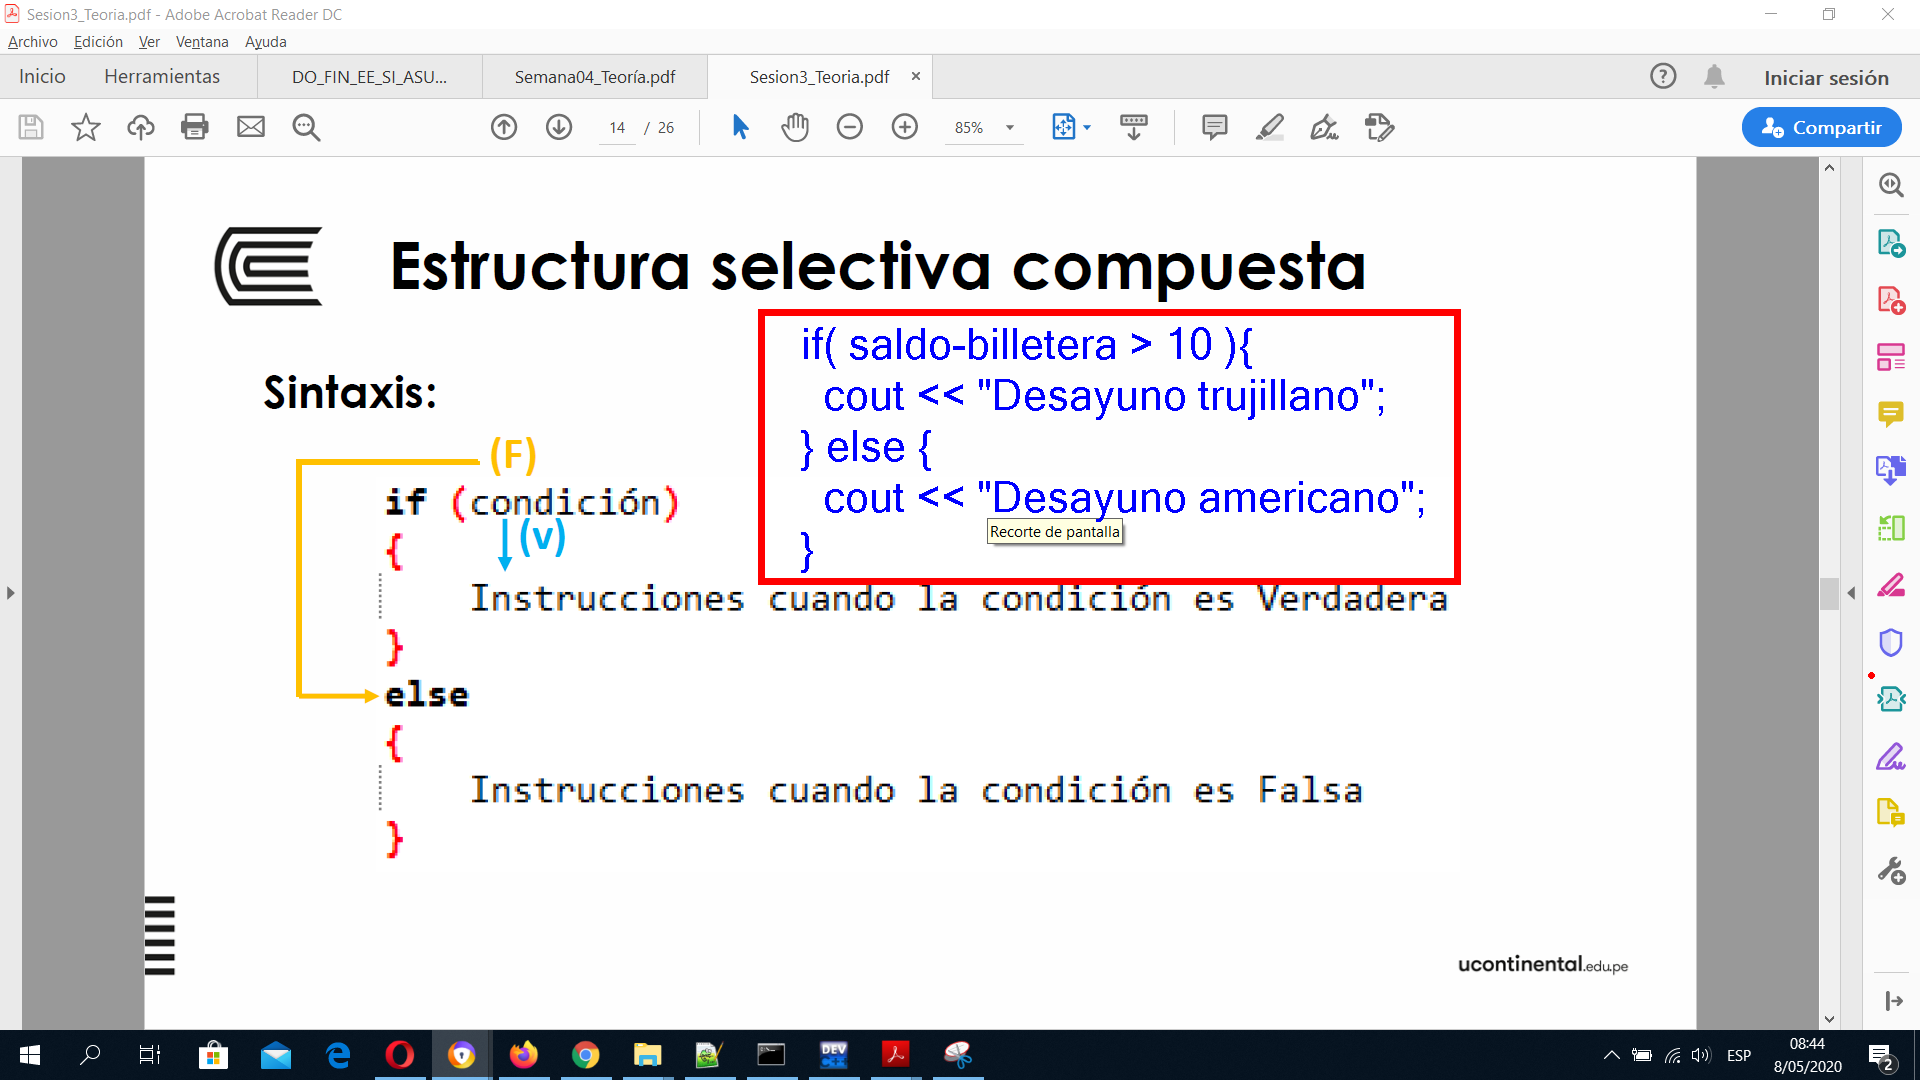 Sesion3_Teoria.pdf - Adobe Acrobat Reader DC
Archivo Edición Ver Ventana Ayuda
Inicio Herramientas DO_FIN_EE_SI_ASU... Semana04_Teoría.pdf Sesion3_Teoria.pdf × Iniciar sesión
14 / 26 85% Compartir
Estructura selectiva compuesta
if( saldo-billetera > 10 ){
cout << "Desayuno trujillano";
} else {
cout << "Desayuno americano";
}
Recorte de pantalla
Sintaxis:
(F)
if (condición)
{ (v)
Instrucciones cuando la condición es Verdadera
}
else
{
Instrucciones cuando la condición es Falsa
}
ucontinental.edu.pe
DEV C++
ESP
08:44
8/05/2020
2